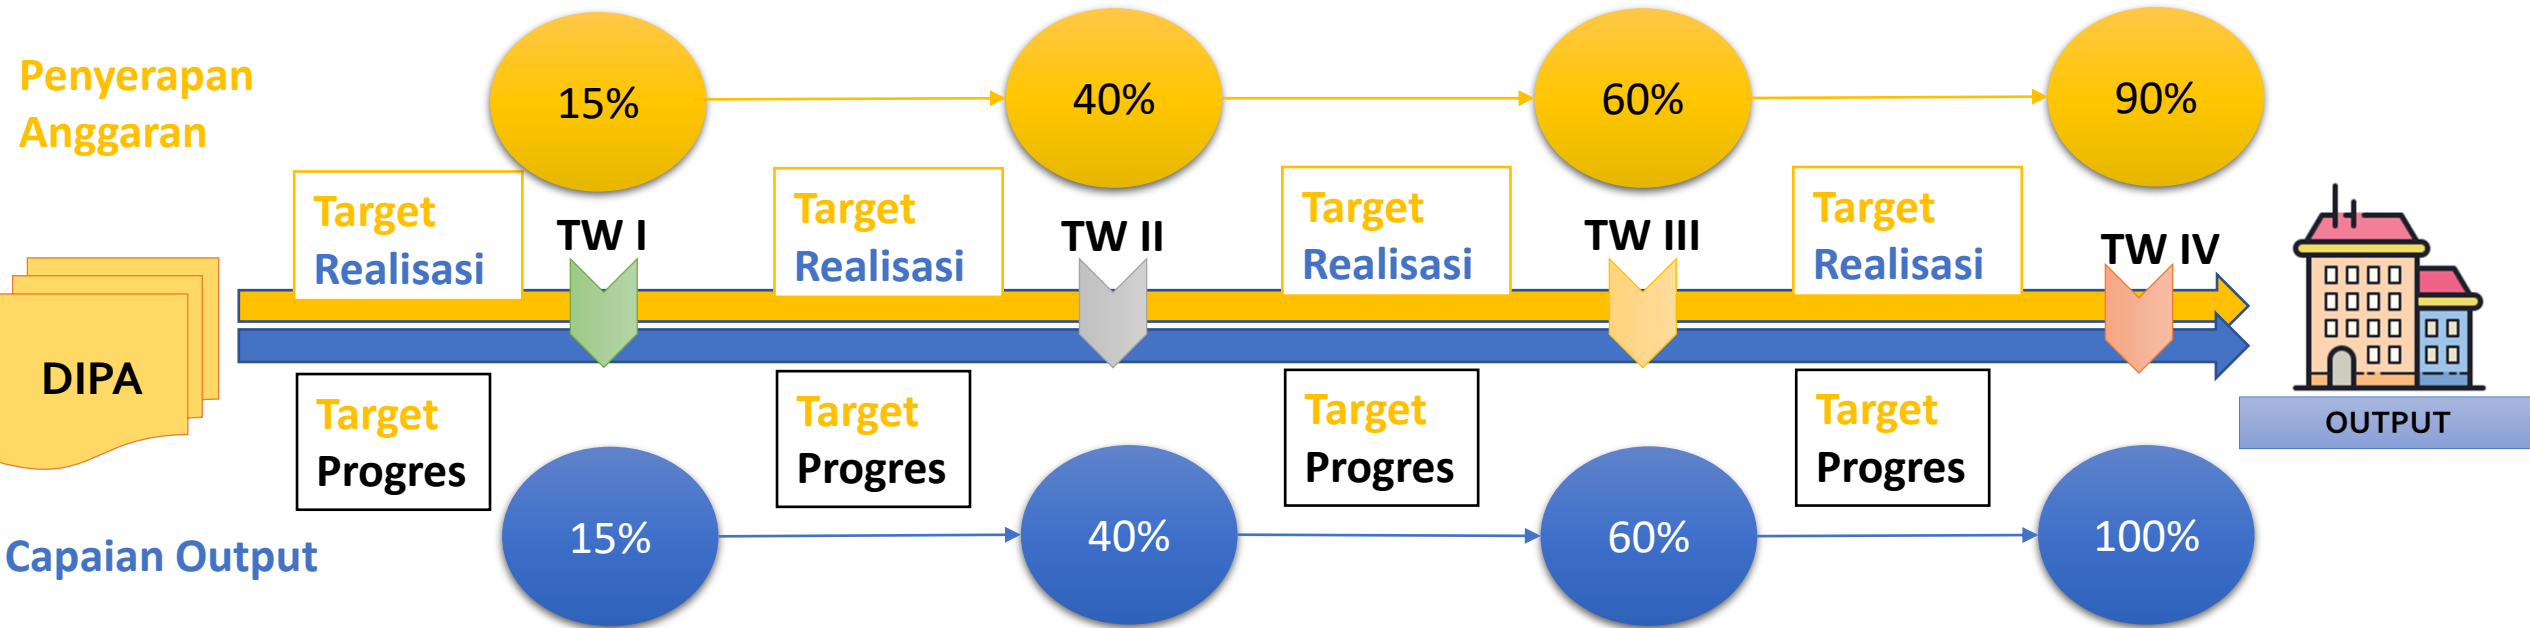 Penyerapan
Anggaran
15%
40%
60%
90%
Target
Realisasi
TW I
Target
Realisasi
TW II
Target
Realisasi
TW III
Target
Realisasi
TW IV
DIPA
OUTPUT
Target
Progres
Target
Progres
Target
Progres
Target
Progres
Capaian Output
15%
40%
60%
100%